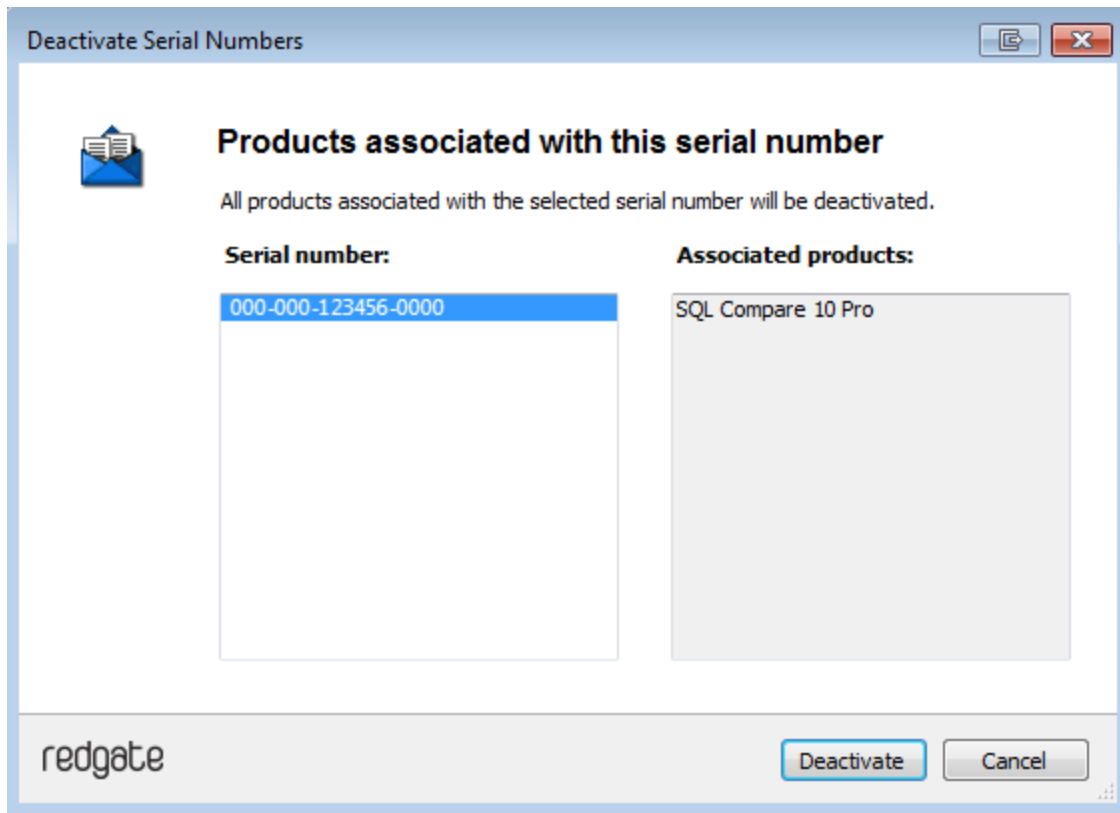 Deactivate Serial Numbers
Products associated with this serial number
All products associated with the selected serial number will be deactivated.
Serial number:
Associated products:
000-000-123456-0000
SQL Compare 10 Pro
redgate
Deactivate
Cancel